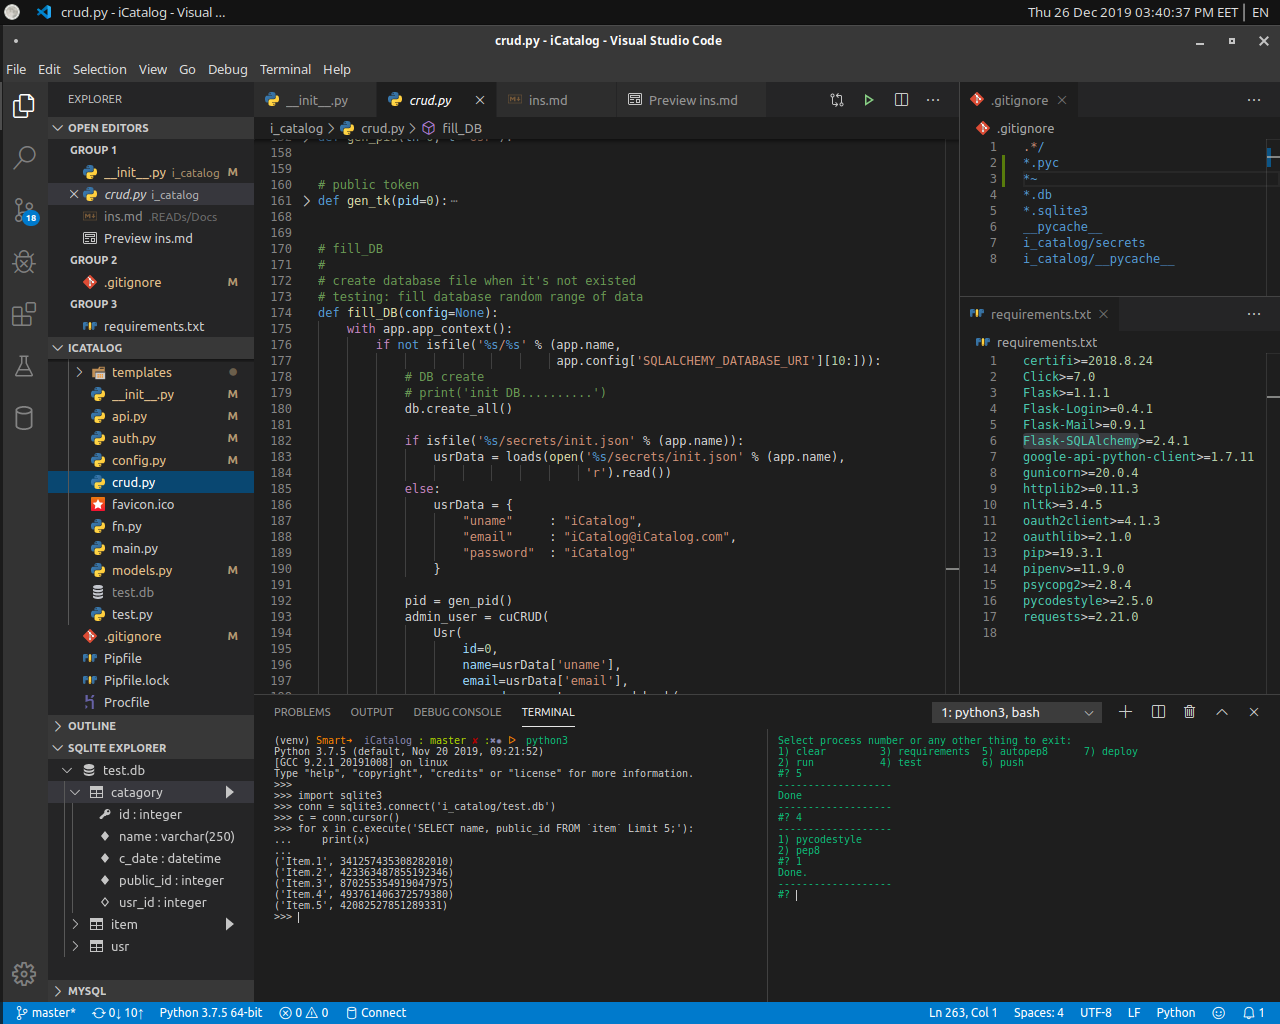 crud.py - iCatalog - Visual ...
Thu 26 Dec 2019 03:40:37 PM EET
EN
crud.py - iCatalog - Visual Studio Code
File Edit Selection View Go Debug Terminal Help
EXPLORER
OPEN EDITORS
GROUP 1
__init__.py i_catalog M
crud.py i_catalog
ins.md .READs/Docs
Preview ins.md
GROUP 2
.gitignore M
GROUP 3
requirements.txt
ICATALOG
templates
__init__.py M
api.py M
auth.py M
config.py M
crud.py
favicon.ico
fn.py
main.py
models.py M
test.db
test.py
.gitignore M
Pipfile
Pipfile.lock
Procfile
OUTLINE
SQLITE EXPLORER
test.db
catagory
id : integer
name : varchar(250)
c_date : datetime
public_id : integer
usr_id : integer
item
usr
MYSQL
18
__init__.py
crud.py
ins.md
Preview ins.md
i_catalog > crud.py > fill_DB
158
159
160 # public token
161 def gen_tk(pid=0):
168
169
170 # fill_DB
171 #
172 # create database file when it's not existed
173 # testing: fill database random range of data
174 def fill_DB(config=None):
175 with app.app_context():
176 if not isfile('%s/%s' % (app.name,
177 app.config['SQLALCHEMY_DATABASE_URI'][10:])):
178 # DB create
179 # print('init DB..........')
180 db.create_all()
181
182 if isfile('%s/secrets/init.json' % (app.name)):
183 usrData = loads(open('%s/secrets/init.json' % (app.name),
184 'r').read())
185 else:
186 usrData = {
187 "uname" : "iCatalog",
188 "email" : "iCatalog@iCatalog.com",
189 "password" : "iCatalog"
190 }
191
192 pid = gen_pid()
193 admin_user = cuCRUD(
194 Usr(
195 id=0,
196 name=usrData['uname'],
197 email=usrData['email'],
.gitignore
.gitignore
1 .*/
2 *.pyc
3 *~
4 *.db
5 *.sqlite3
6 __pycache__
7 i_catalog/secrets
8 i_catalog/__pycache__
requirements.txt
requirements.txt
1 certifi>=2018.8.24
2 Click>=7.0
3 Flask>=1.1.1
4 Flask-Login>=0.4.1
5 Flask-Mail>=0.9.1
6 Flask-SQLAlchemy>=2.4.1
7 google-api-python-client>=1.7.11
8 gunicorn>=20.0.4
9 httplib2>=0.11.3
10 nltk>=3.4.5
11 oauth2client>=4.1.3
12 oauthlib>=2.1.0
13 pip>=19.3.1
14 pipenv>=11.9.0
15 psycopg2>=2.8.4
16 pycodestyle>=2.5.0
17 requests>=2.21.0
18
PROBLEMS OUTPUT DEBUG CONSOLE TERMINAL
1: python3, bash
(venv) Smart➜ iCatalog : master ✗ :✖✹ ᐅ python3
Python 3.7.5 (default, Nov 20 2019, 09:21:52)
[GCC 9.2.1 20191008] on linux
Type "help", "copyright", "credits" or "license" for more information.
>>>
>>> import sqlite3
>>> conn = sqlite3.connect('i_catalog/test.db')
>>> c = conn.cursor()
>>> for x in c.execute('SELECT name, public_id FROM `item` Limit 5;'):
... print(x)
...
('Item.1', 341257435308282010)
('Item.2', 423363487855192346)
('Item.3', 870255354919047975)
('Item.4', 493761406372579380)
('Item.5', 42082527851289331)
>>>
Select process number or any other thing to exit:
1) clear 3) requirements 5) autopep8 7) deploy
2) run 4) test 6) push
#? 5
-------------------
Done
-------------------
#? 4
-------------------
1) pycodestyle
2) pep8
#? 1
Done.
-------------------
#?
master* 0↓ 10↑ Python 3.7.5 64-bit 0 0 Connect
Ln 263, Col 1 Spaces: 4 UTF-8 LF Python 1